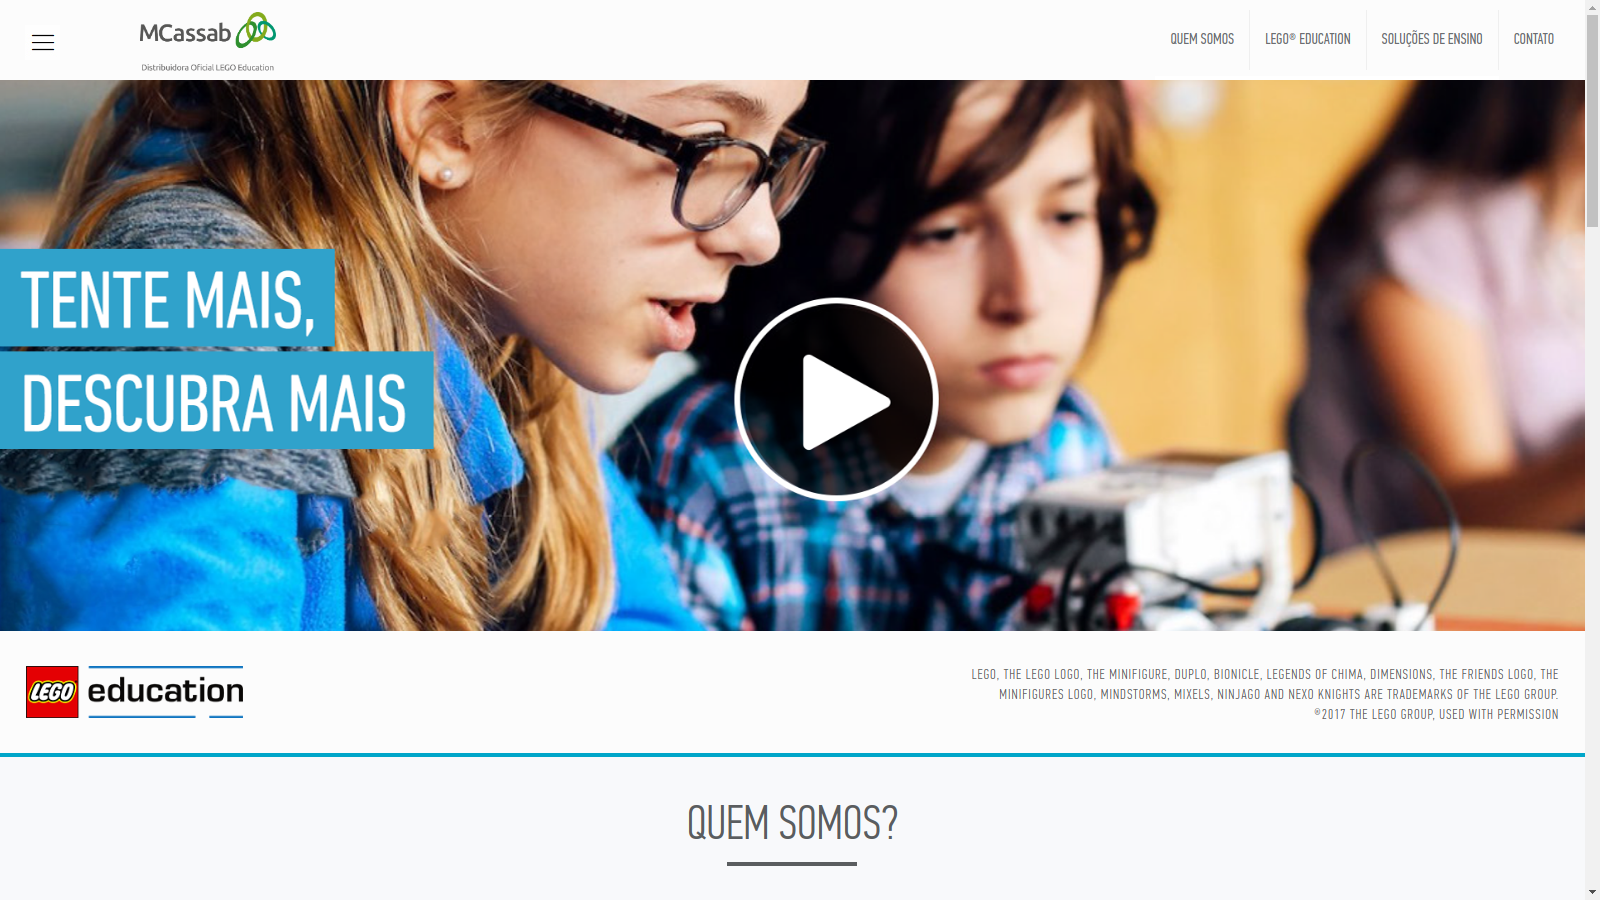 MCassab
Distribuidora Oficial LEGO Education
QUEM SOMOS
LEGO® EDUCATION
SOLUÇÕES DE ENSINO
CONTATO
TENTE MAIS,
DESCUBRA MAIS
LEGO education
LEGO, THE LEGO LOGO, THE MINIFIGURE, DUPLO, BIONICLE, LEGENDS OF CHIMA, DIMENSIONS, THE FRIENDS LOGO, THE
MINIFIGURES LOGO, MINDSTORMS, MIXELS, NINJAGO AND NEXO KNIGHTS ARE TRADEMARKS OF THE LEGO GROUP.
©2017 THE LEGO GROUP, USED WITH PERMISSION
QUEM SOMOS?